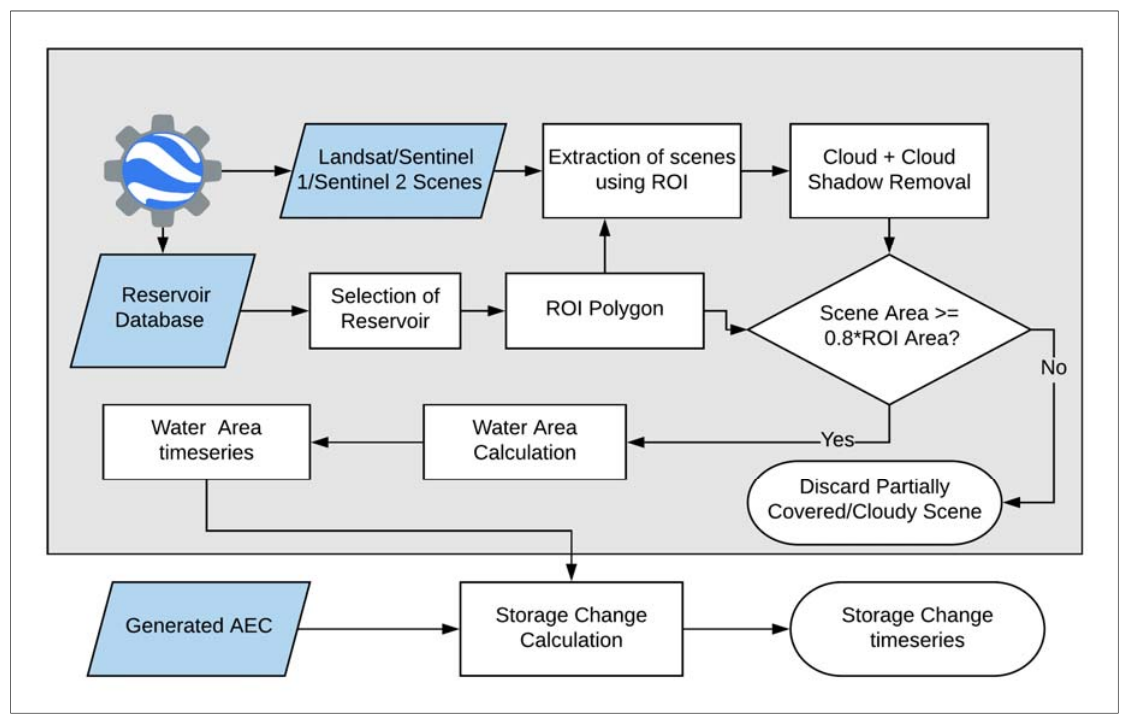 Landsat/Sentinel
1/Sentinel 2 Scenes
Extraction of scenes
using ROI
Cloud + Cloud
Shadow Removal
Reservoir
Database
Selection of
Reservoir
ROI Polygon
Scene Area >=
0.8*ROI Area?
No
Water Area
timeseries
Water Area
Calculation
Yes
Discard Partially
Covered/Cloudy Scene
Generated AEC
Storage Change
Calculation
Storage Change
timeseries